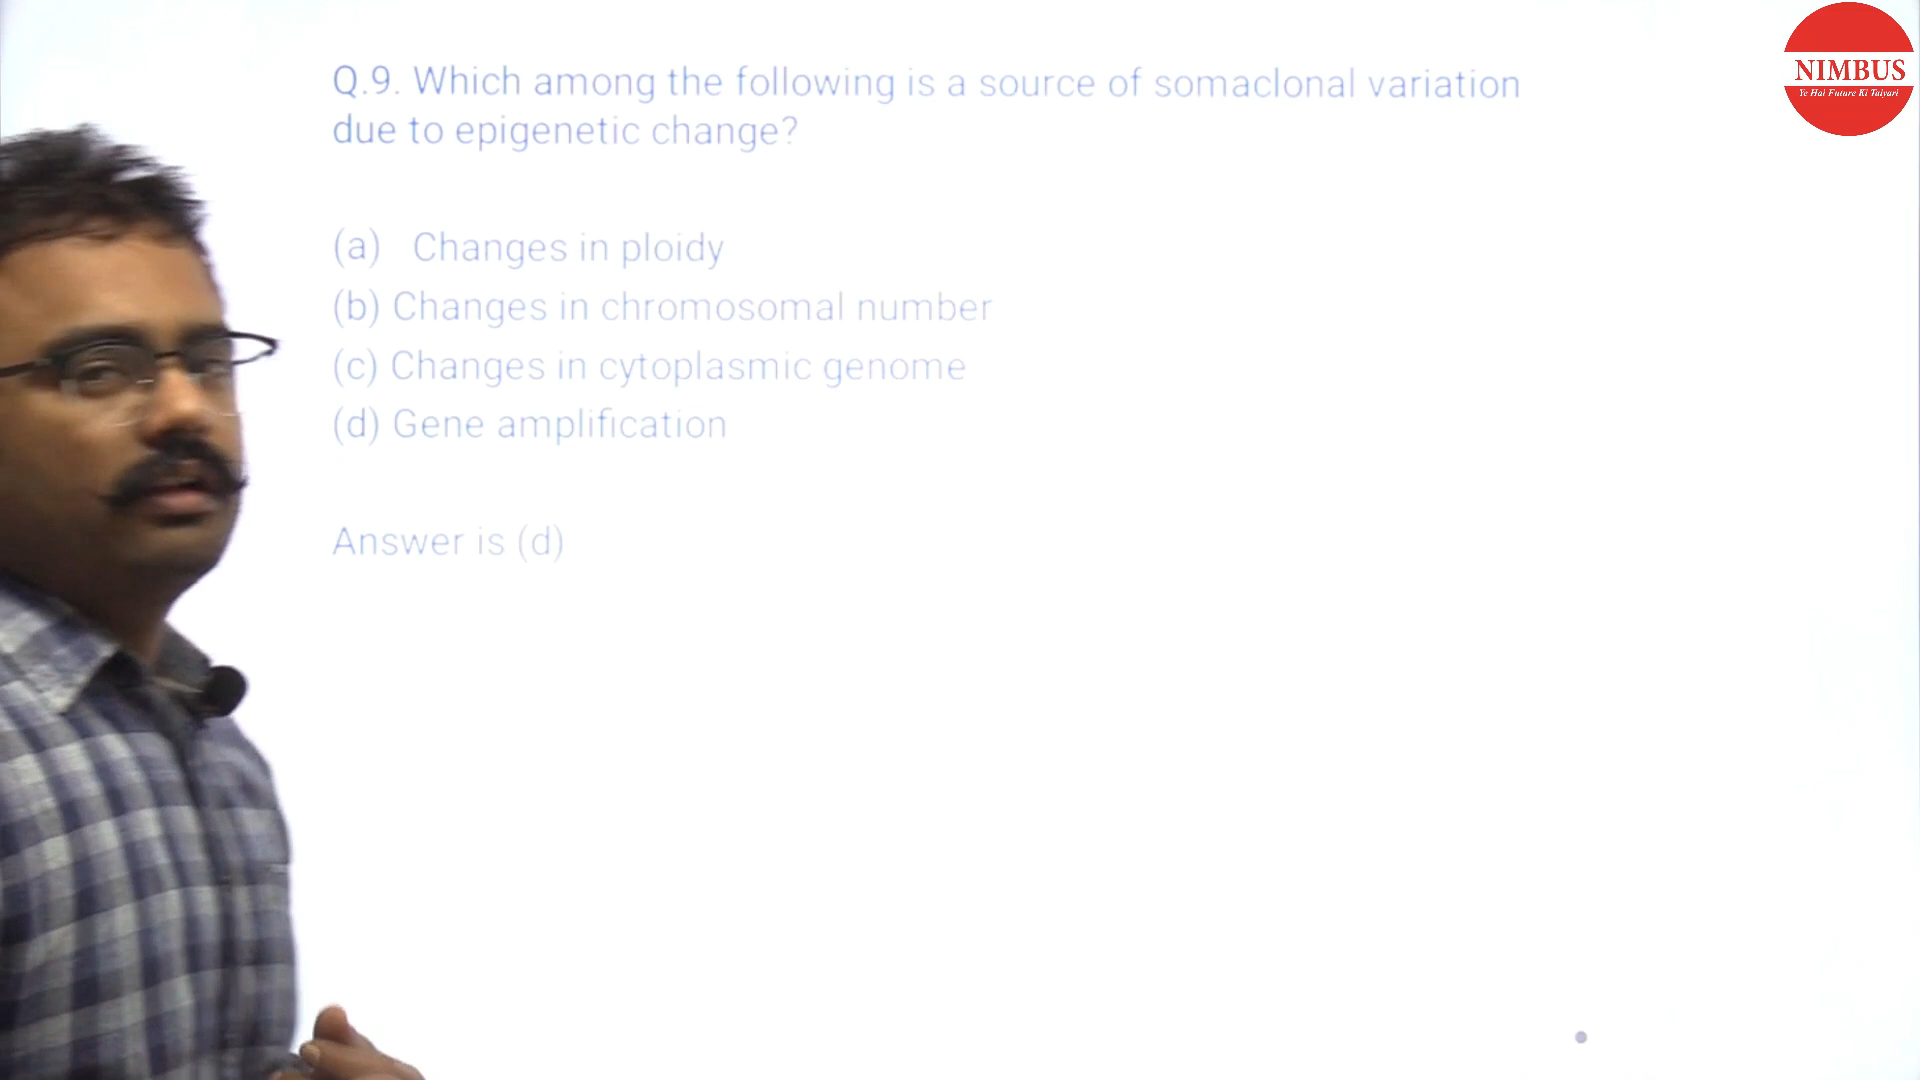 Q.9. Which among the following is a source of somaclonal variation
due to epigenetic change?
(a) Changes in ploidy
(b) Changes in chromosomal number
(c) Changes in cytoplasmic genome
(d) Gene amplification
Answer is (d)
NIMBUS
Ye Hai Future Ki Taiyari